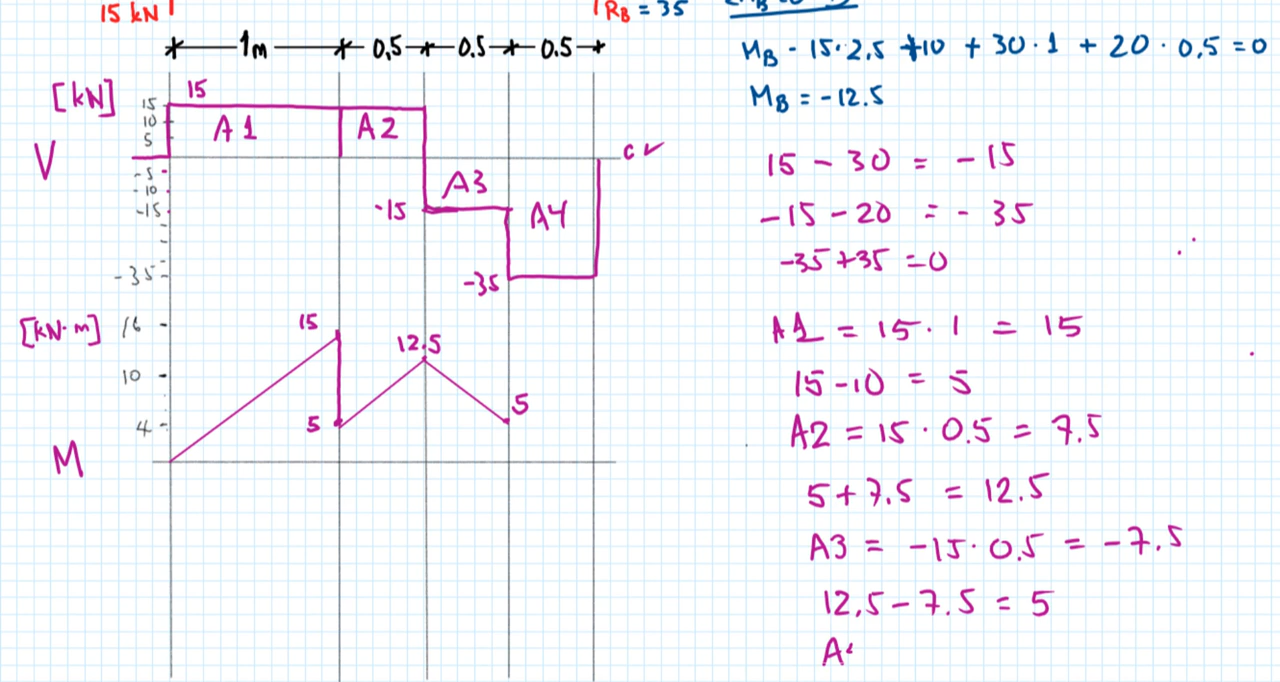 15 kN
RB = 35
1m 0,5 0.5 0.5
MB - 15·2,5 +10 + 30·1 + 20·0,5 = 0
MB = -12.5
[kN]
V
15
10
5
-5
-10
-15
-35
15
A1
A2
A3
A4
-15
-35
15 - 30 = -15
-15 - 20 = - 35
-35 + 35 = 0
[kN·m]
M
16
10
4
15
5
12.5
5
A1 = 15·1 = 15
15-10 = 5
A2 = 15·0.5 = 7.5
5+7.5 = 12.5
A3 = -15·0.5 = -7.5
12,5-7.5 = 5